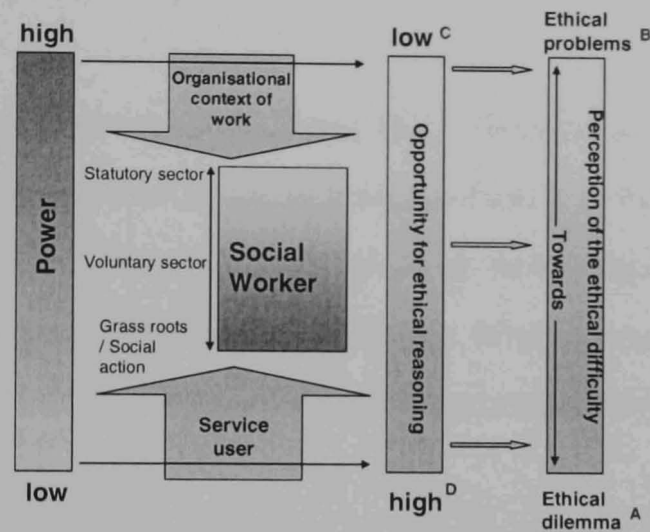 high
Power
low
Organisational
context of
work
Statutory sector
Voluntary sector
Grass roots
/ Social
action
Social
Worker
Service
user
low C
Opportunity for ethical reasoning
high D
Ethical
problems B
Towards
Perception of the ethical difficulty
Ethical
dilemma A